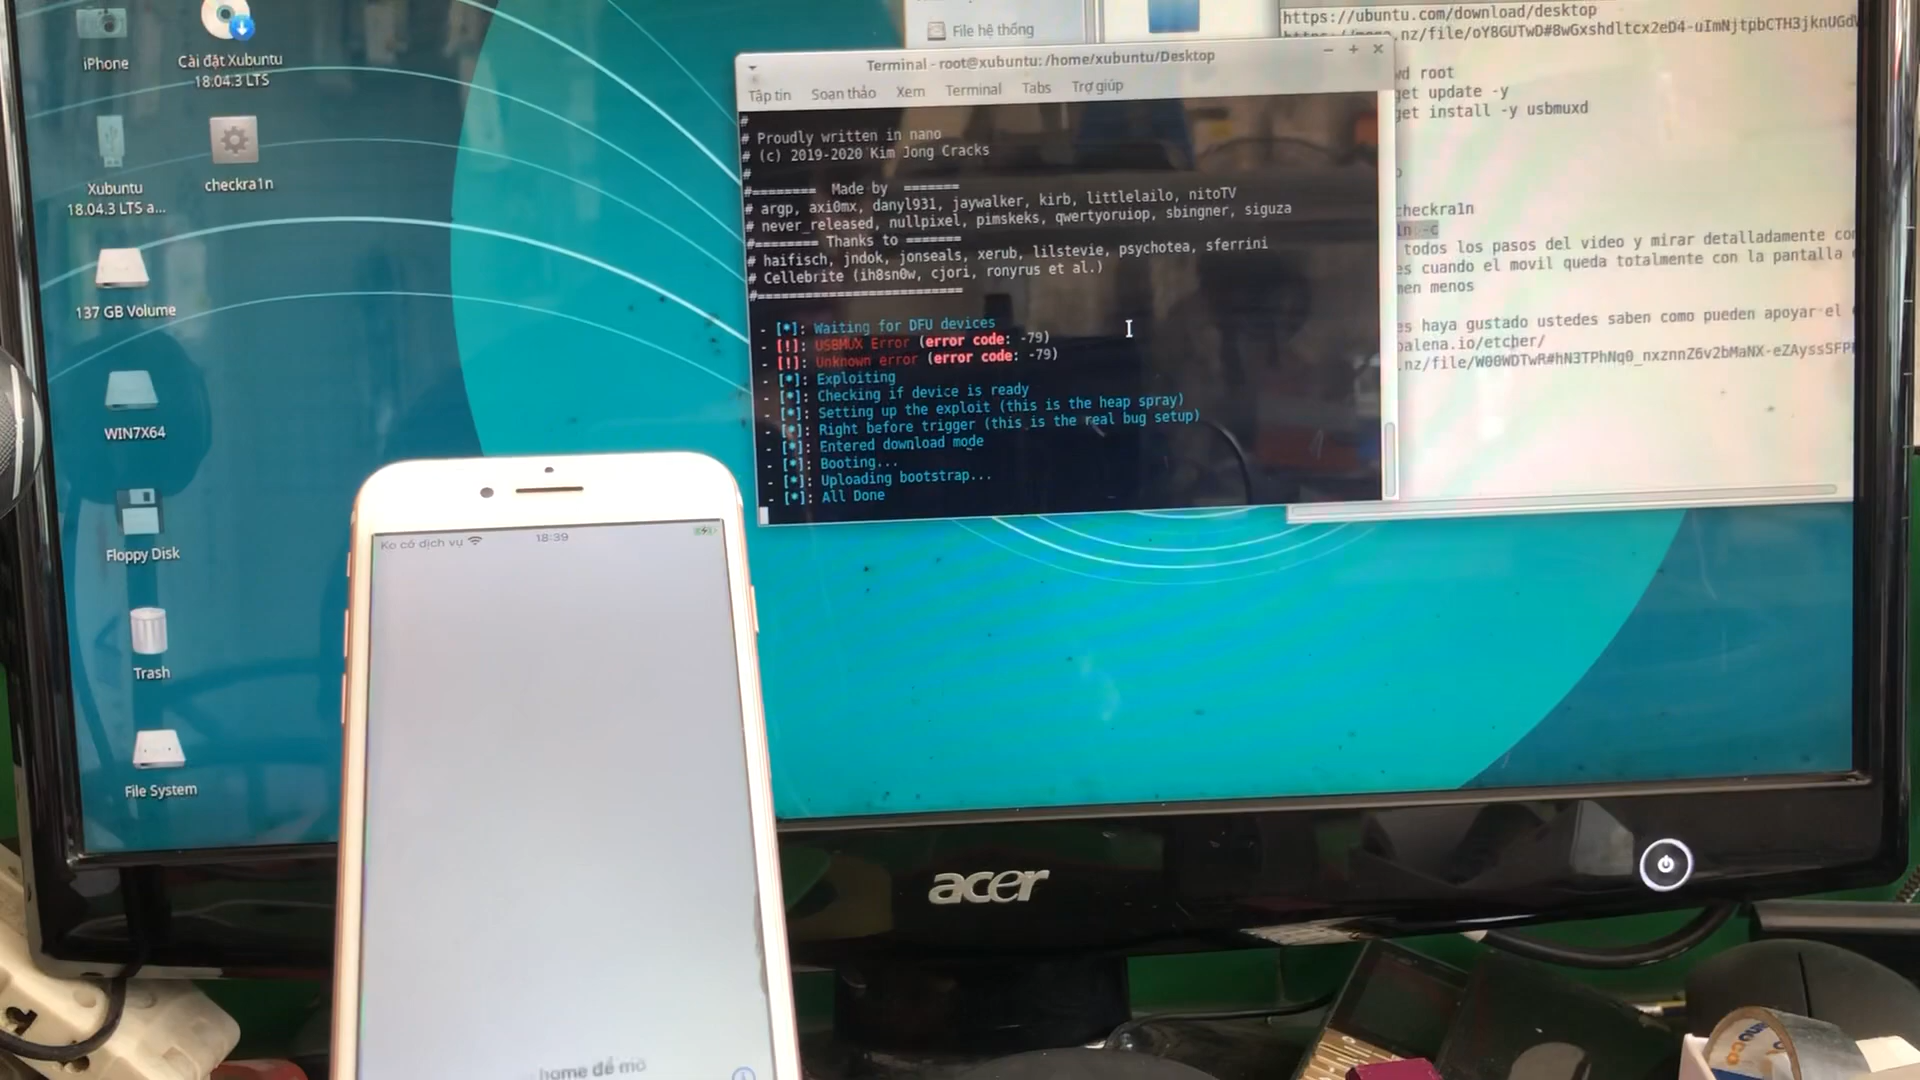 iPhone
Cài đặt Xubuntu
18.04.3 LTS
Xubuntu
18.04.3 LTS a...
checkra1n
137 GB Volume
WIN7X64
Floppy Disk
Trash
File System
File hệ thống
Terminal - root@xubuntu: /home/xubuntu/Desktop
Tập tin Soạn thảo Xem Terminal Tabs Trợ giúp
#
# Proudly written in nano
# (c) 2019-2020 Kim Jong Cracks
#
#======== Made by =======
# argp, axi0mx, danyl931, jaywalker, kirb, littlelailo, nitoTV
# never_released, nullpixel, pimskeks, qwertyoruiop, sbingner, siguza
#======== Thanks to =======
# haifisch, jndok, jonseals, xerub, lilstevie, psychotea, sferrini
# Cellebrite (ih8sn0w, cjori, ronyrus et al.)
#=========================
- [*]: Waiting for DFU devices
- [!]: USBMUX Error (error code: -79)
- [!]: Unknown error (error code: -79)
- [*]: Exploiting
- [*]: Checking if device is ready
- [*]: Setting up the exploit (this is the heap spray)
- [*]: Right before trigger (this is the real bug setup)
- [*]: Entered download mode
- [*]: Booting...
- [*]: Uploading bootstrap...
- [*]: All Done
https://ubuntu.com/download/desktop
root
get update -y
get install -y usbmuxd
checkra1n
-c
todos los pasos del video y mirar detalladamente
es cuando el movil queda totalmente con la pantalla
men menos
es haya gustado ustedes saben como pueden apoyar el
balena.io/etcher/
Ko có dịch vụ 18:39
home để mở
acer